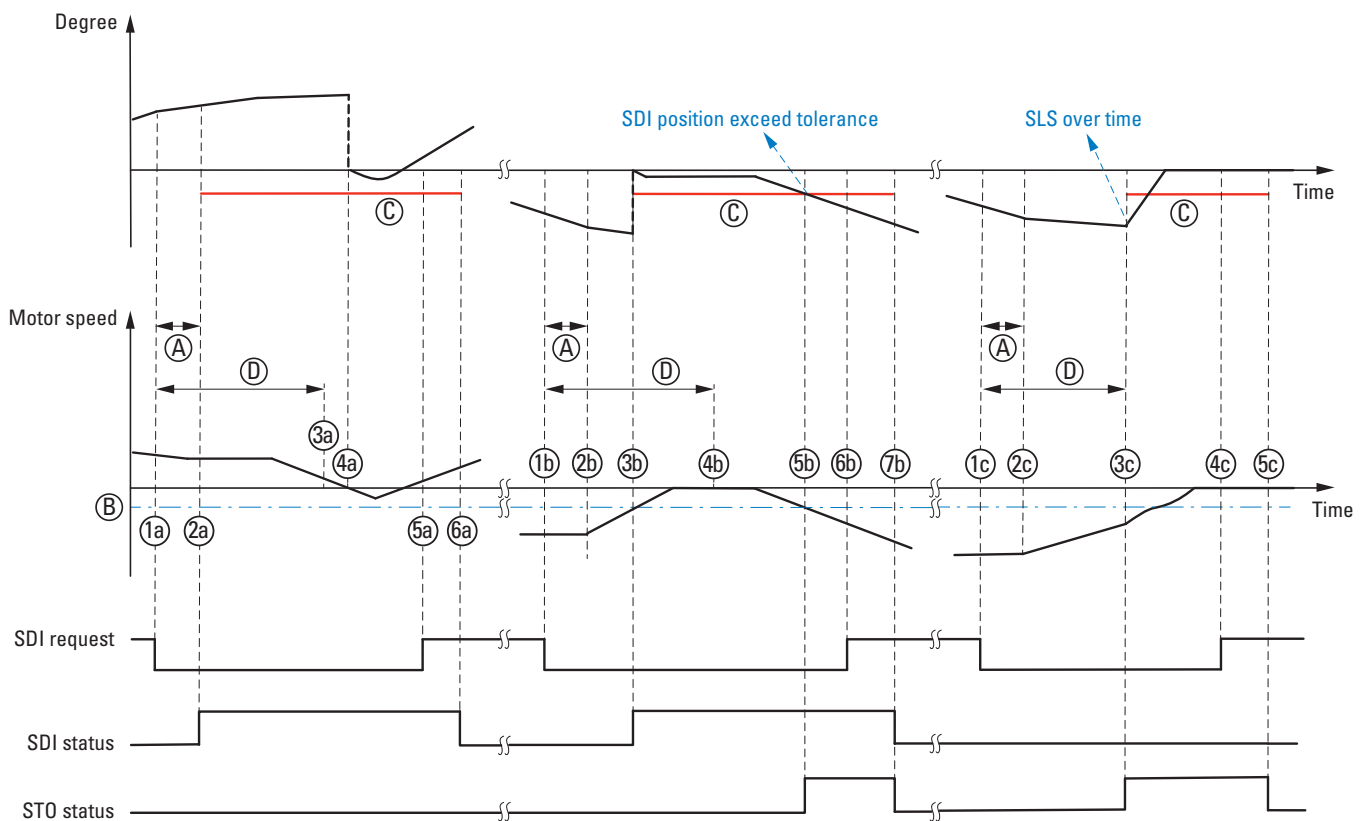 Degree
SDI position exceed tolerance
SLS over time
Time
C
C
C
Motor speed
A
A
A
D
D
D
3a
4a
1b
2b
3b
4b
5b
6b
7b
1c
2c
3c
4c
5c
B
Time
1a
2a
5a
6a
SDI request
SDI status
STO status